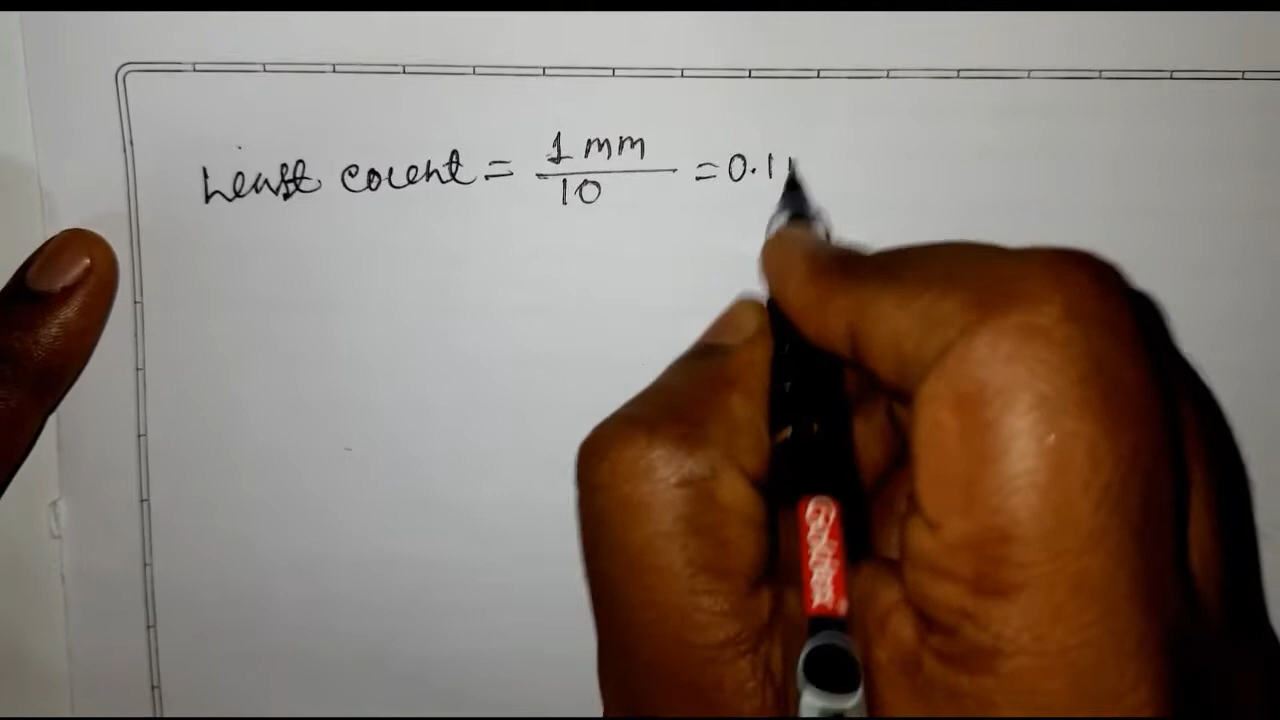 Least count = 1 mm / 10 = 0.1